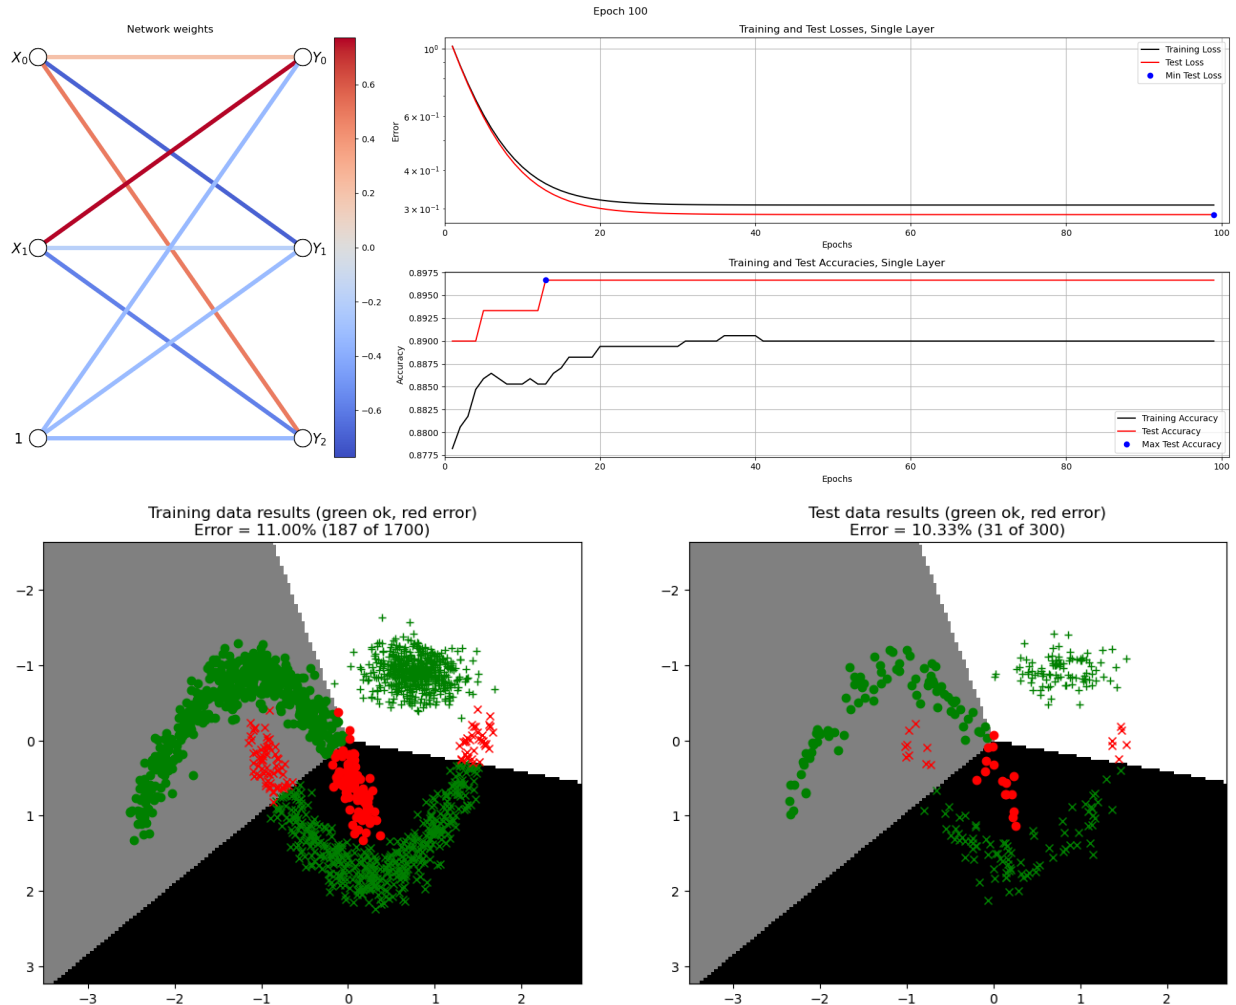 Epoch 100
Network weights
X₀
Y₀
X₁
Y₁
1
Y₂
0.6
0.4
0.2
0.0
−0.2
−0.4
−0.6
Training and Test Losses, Single Layer
10⁰
6 × 10⁻¹
4 × 10⁻¹
3 × 10⁻¹
Error
Training Loss
Test Loss
Min Test Loss
0 20 40 60 80 100
Epochs
Training and Test Accuracies, Single Layer
0.8975
0.8950
0.8925
0.8900
0.8875
0.8850
0.8825
0.8800
0.8775
Accuracy
Training Accuracy
Test Accuracy
Max Test Accuracy
0 20 40 60 80 100
Epochs
Training data results (green ok, red error)
Error = 11.00% (187 of 1700)
−2
−1
0
1
2
3
−3 −2 −1 0 1 2
Test data results (green ok, red error)
Error = 10.33% (31 of 300)
−2
−1
0
1
2
3
−3 −2 −1 0 1 2